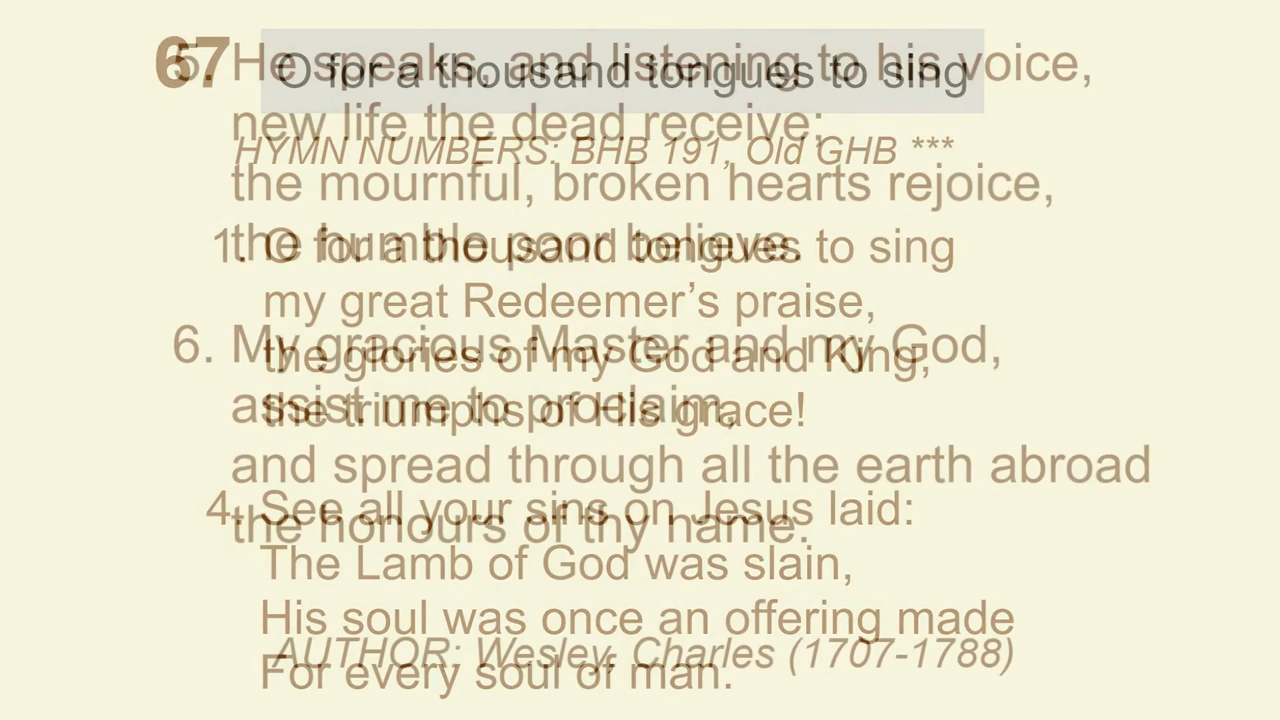 67 O for a thousand tongues to sing
HYMN NUMBERS: BHB 191, Old GHB ***
1. O for a thousand tongues to sing
my great Redeemer’s praise,
the glories of my God and King,
the triumphs of His grace!
4. See all your sins on Jesus laid:
The Lamb of God was slain,
His soul was once an offering made
For every soul of man.
5. He speaks, and listening to his voice,
new life the dead receive;
the mournful, broken hearts rejoice,
the humble poor believe.
6. My gracious Master and my God,
assist me to proclaim,
and spread through all the earth abroad
the honours of thy name.
AUTHOR: Wesley, Charles (1707-1788)